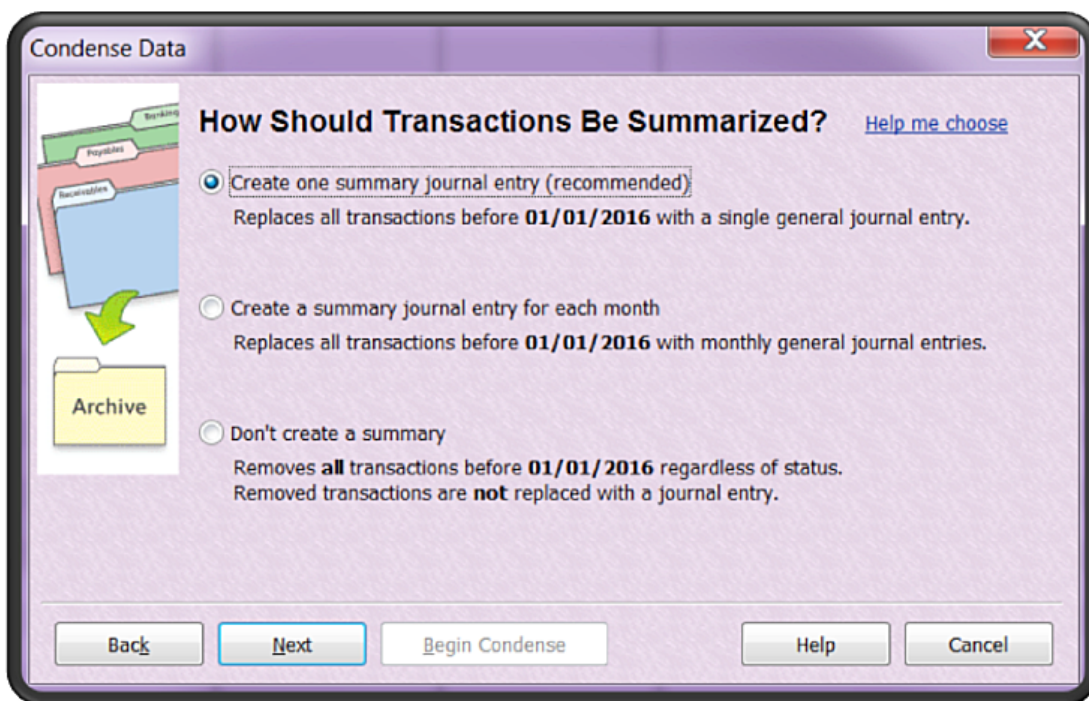 Condense Data
X
Banking
Payables
Receivables
Archive
How Should Transactions Be Summarized?
Help me choose
Create one summary journal entry (recommended)
Replaces all transactions before 01/01/2016 with a single general journal entry.
Create a summary journal entry for each month
Replaces all transactions before 01/01/2016 with monthly general journal entries.
Don't create a summary
Removes all transactions before 01/01/2016 regardless of status.
Removed transactions are not replaced with a journal entry.
Back
Next
Begin Condense
Help
Cancel